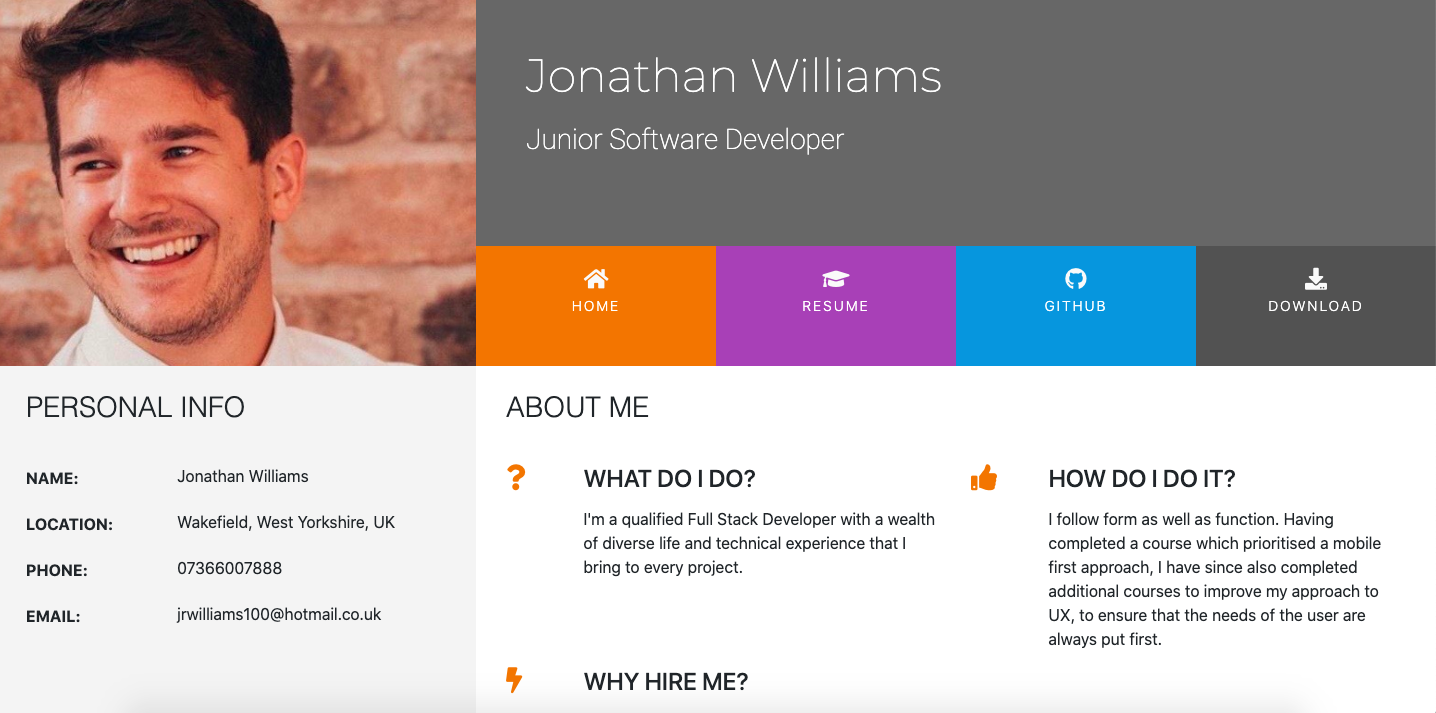 Jonathan Williams
Junior Software Developer
HOME
RESUME
GITHUB
DOWNLOAD
PERSONAL INFO
NAME: Jonathan Williams
LOCATION: Wakefield, West Yorkshire, UK
PHONE: 07366007888
EMAIL: jrwilliams100@hotmail.co.uk
ABOUT ME
WHAT DO I DO?
I'm a qualified Full Stack Developer with a wealth
of diverse life and technical experience that I
bring to every project.
HOW DO I DO IT?
I follow form as well as function. Having
completed a course which prioritised a mobile
first approach, I have since also completed
additional courses to improve my approach to
UX, to ensure that the needs of the user are
always put first.
WHY HIRE ME?